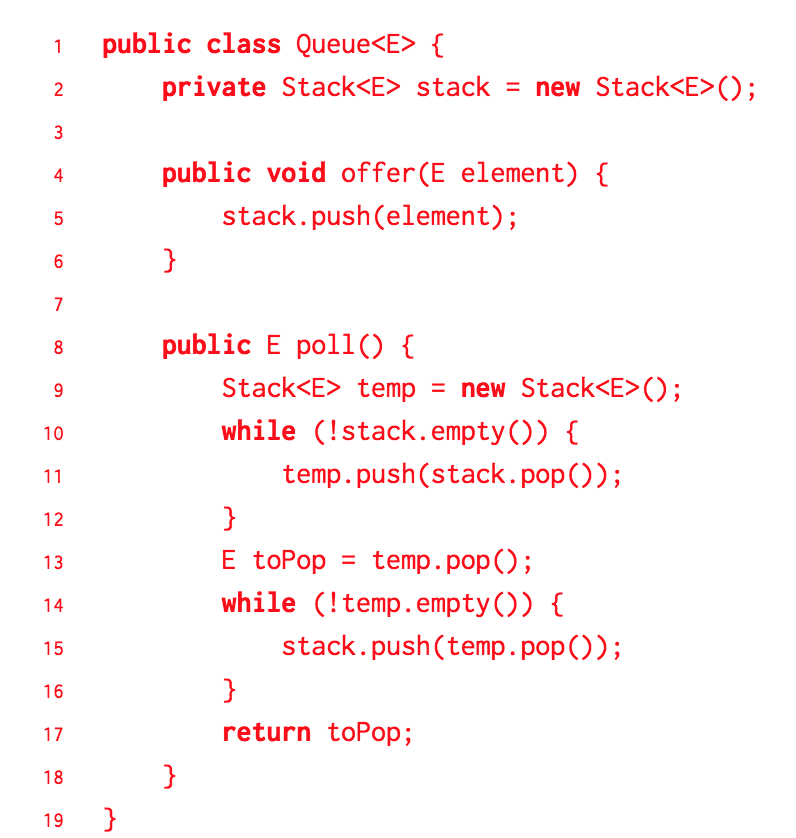 1 public class Queue<E> {
2     private Stack<E> stack = new Stack<E>();
3
4     public void offer(E element) {
5         stack.push(element);
6     }
7
8     public E poll() {
9         Stack<E> temp = new Stack<E>();
10         while (!stack.empty()) {
11             temp.push(stack.pop());
12         }
13         E toPop = temp.pop();
14         while (!temp.empty()) {
15             stack.push(temp.pop());
16         }
17         return toPop;
18     }
19 }